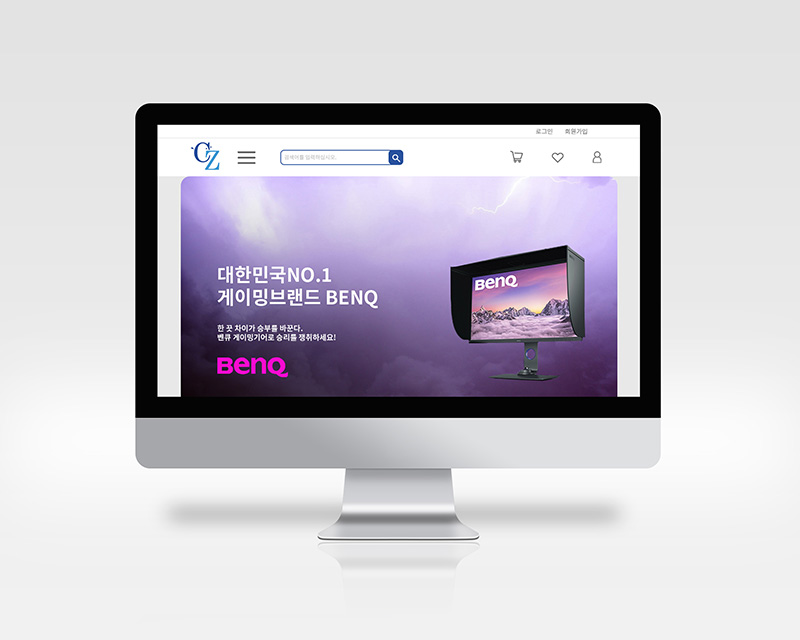 로그인 회원가입
CZ
검색어를 입력하십시오.
대한민국NO.1
게이밍브랜드 BENQ
BenQ
한 끗 차이가 승부를 바꾼다.
벤큐 게이밍기어로 승리를 쟁취하세요!
BenQ